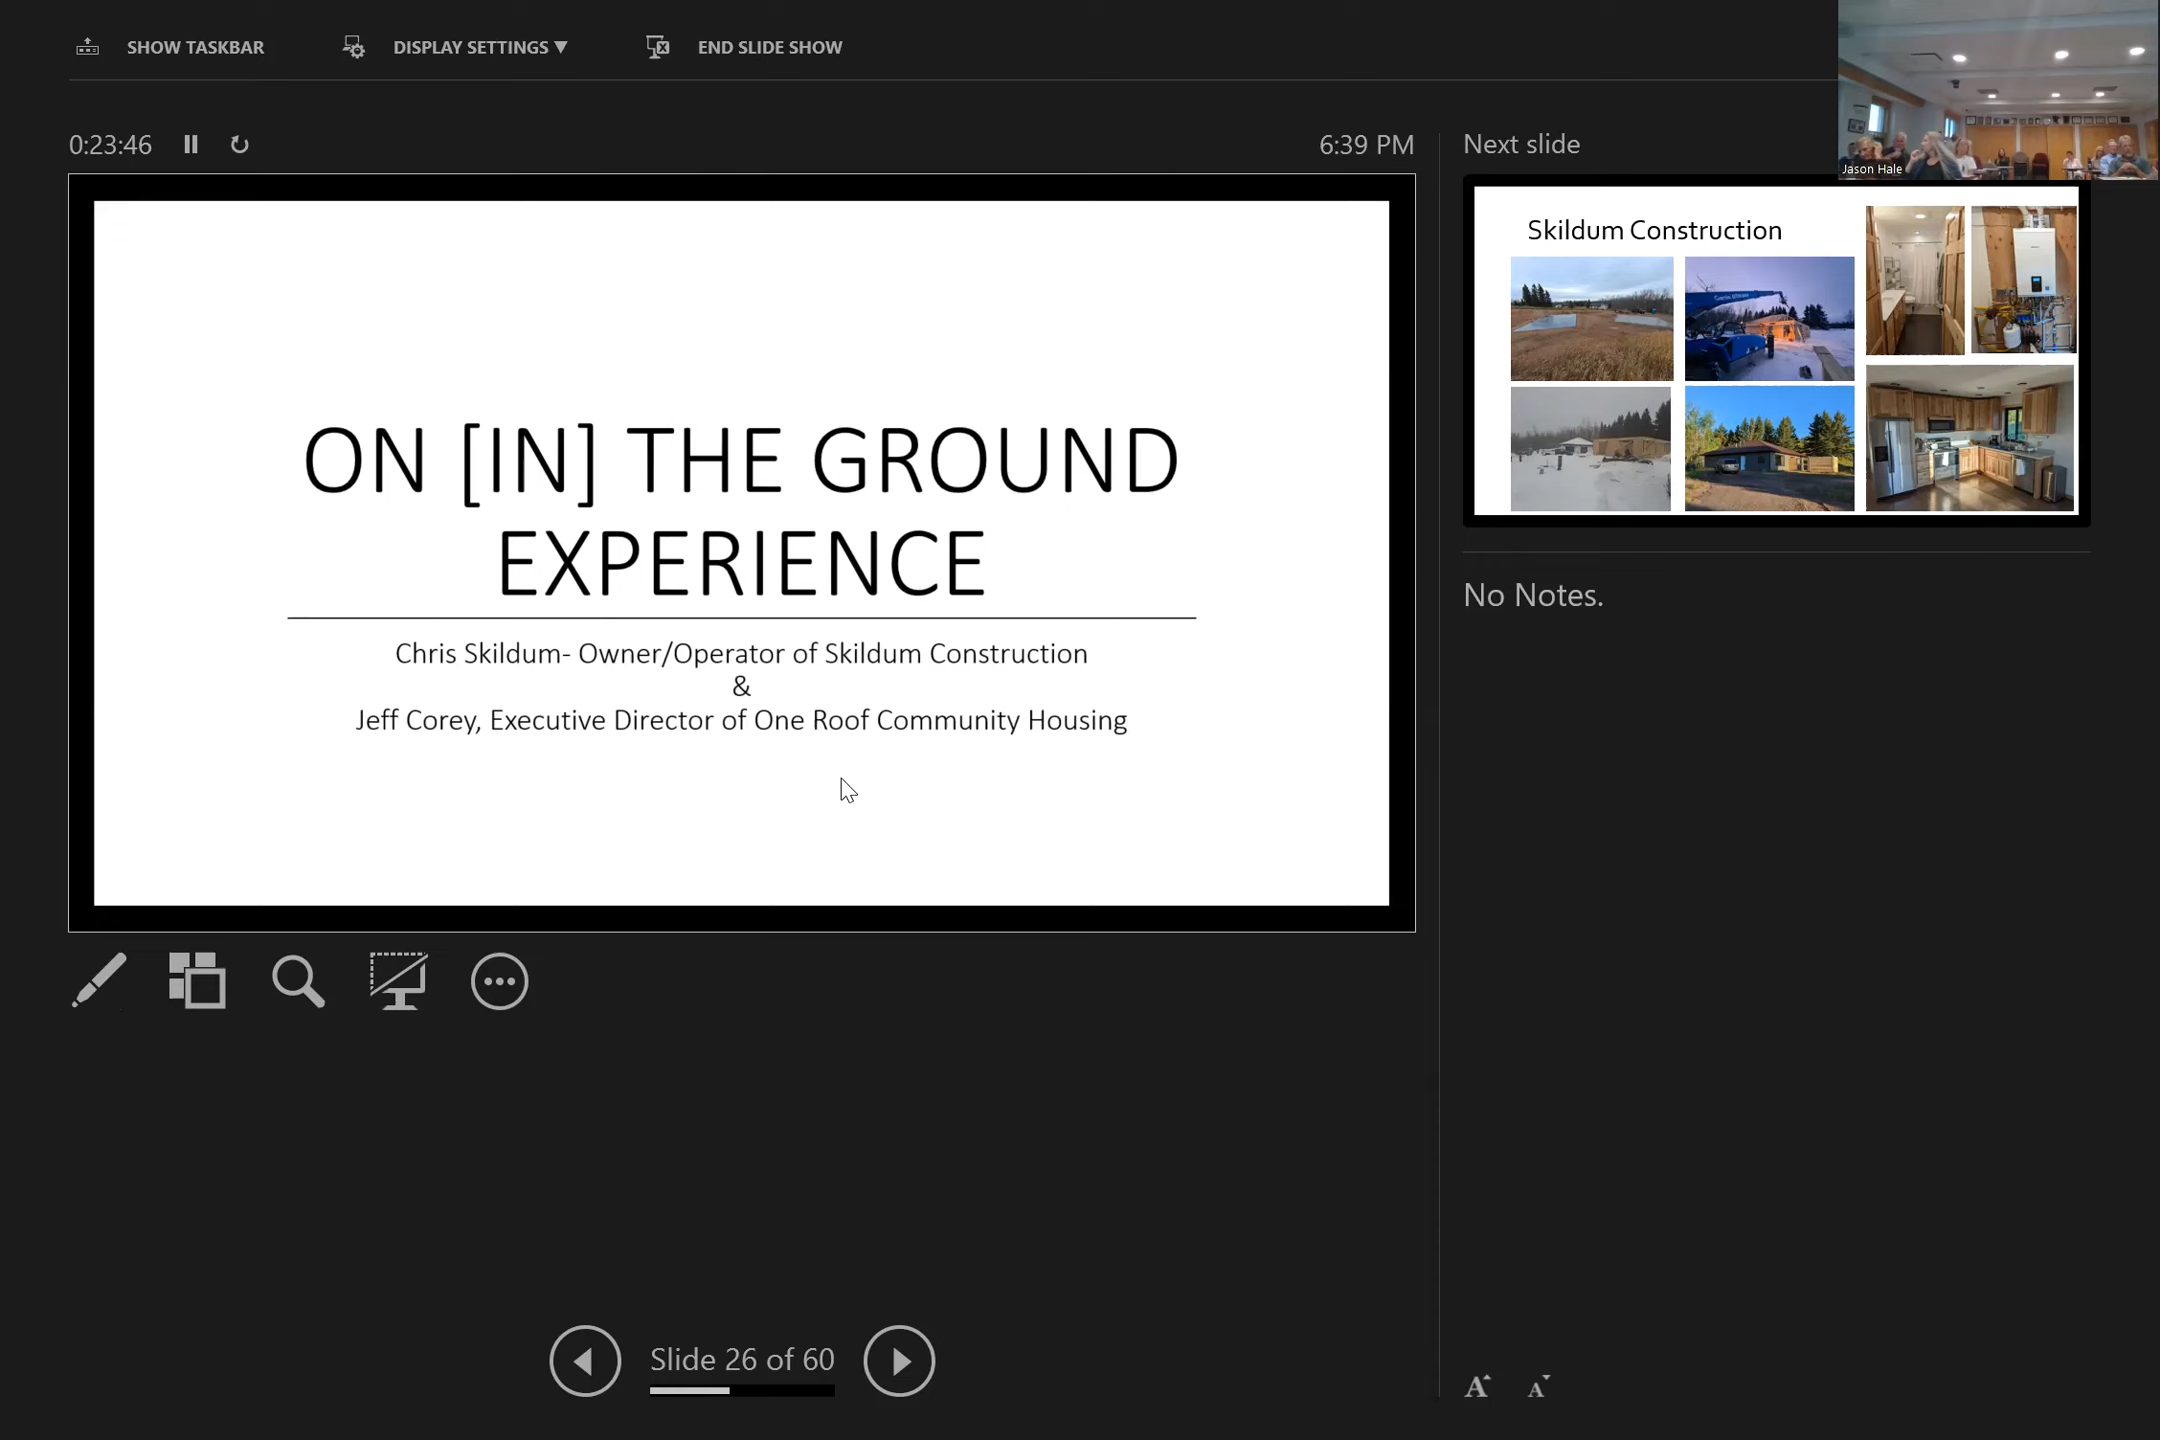 SHOW TASKBAR
DISPLAY SETTINGS ▼
END SLIDE SHOW
Jason Hale
0:23:46
6:39 PM
Next slide
ON [IN] THE GROUND
EXPERIENCE
Chris Skildum- Owner/Operator of Skildum Construction
&
Jeff Corey, Executive Director of One Roof Community Housing
Skildum Construction
Genie
No Notes.
Slide 26 of 60